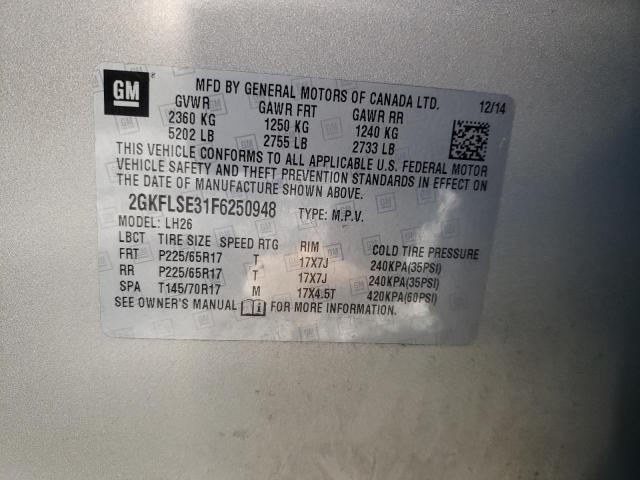 GM
MFD BY GENERAL MOTORS OF CANADA LTD.
12/14
GVWR GAWR FRT GAWR RR
2360 KG 1250 KG 1240 KG
5202 LB 2755 LB 2733 LB
THIS VEHICLE CONFORMS TO ALL APPLICABLE U.S. FEDERAL MOTOR
VEHICLE SAFETY AND THEFT PREVENTION STANDARDS IN EFFECT ON
THE DATE OF MANUFACTURE SHOWN ABOVE.
2GKFLSE31F6250948 TYPE: M.P.V.
MODEL: LH26
LBCT TIRE SIZE SPEED RTG RIM COLD TIRE PRESSURE
FRT P225/65R17 T 17X7J 240KPA(35PSI)
RR P225/65R17 T 17X7J 240KPA(35PSI)
SPA T145/70R17 M 17X4.5T 420KPA(60PSI)
SEE OWNER'S MANUAL FOR MORE INFORMATION.